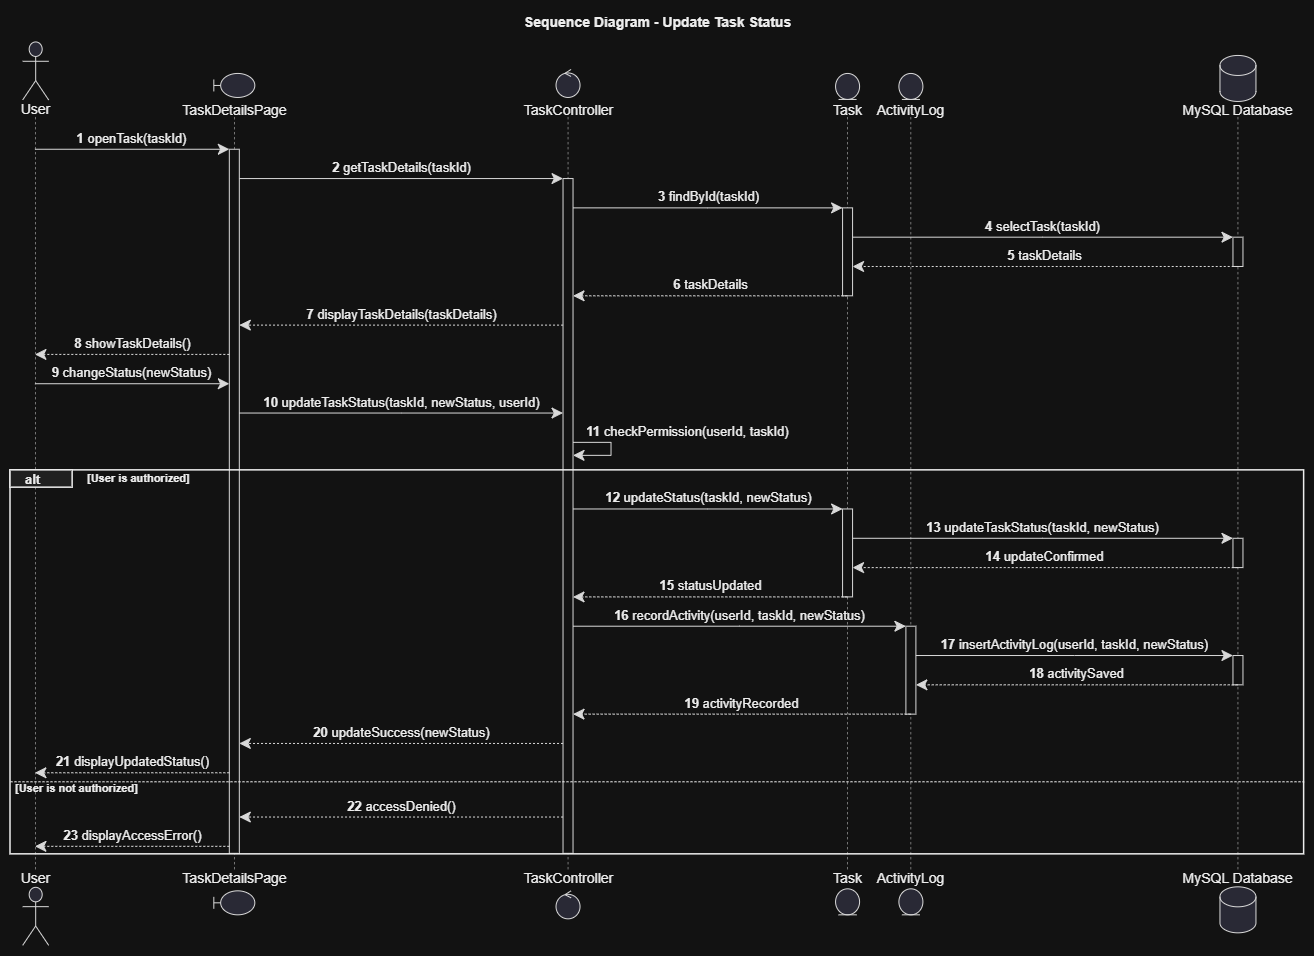 Sequence Diagram - Update Task Status
User
TaskDetailsPage
TaskController
Task
ActivityLog
MySQL Database
1 openTask(taskId)
2 getTaskDetails(taskId)
3 findById(taskId)
4 selectTask(taskId)
5 taskDetails
6 taskDetails
7 displayTaskDetails(taskDetails)
8 showTaskDetails()
9 changeStatus(newStatus)
10 updateTaskStatus(taskId, newStatus, userId)
11 checkPermission(userId, taskId)
alt
[User is authorized]
12 updateStatus(taskId, newStatus)
13 updateTaskStatus(taskId, newStatus)
14 updateConfirmed
15 statusUpdated
16 recordActivity(userId, taskId, newStatus)
17 insertActivityLog(userId, taskId, newStatus)
18 activitySaved
19 activityRecorded
20 updateSuccess(newStatus)
21 displayUpdatedStatus()
[User is not authorized]
22 accessDenied()
23 displayAccessError()
User
TaskDetailsPage
TaskController
Task
ActivityLog
MySQL Database